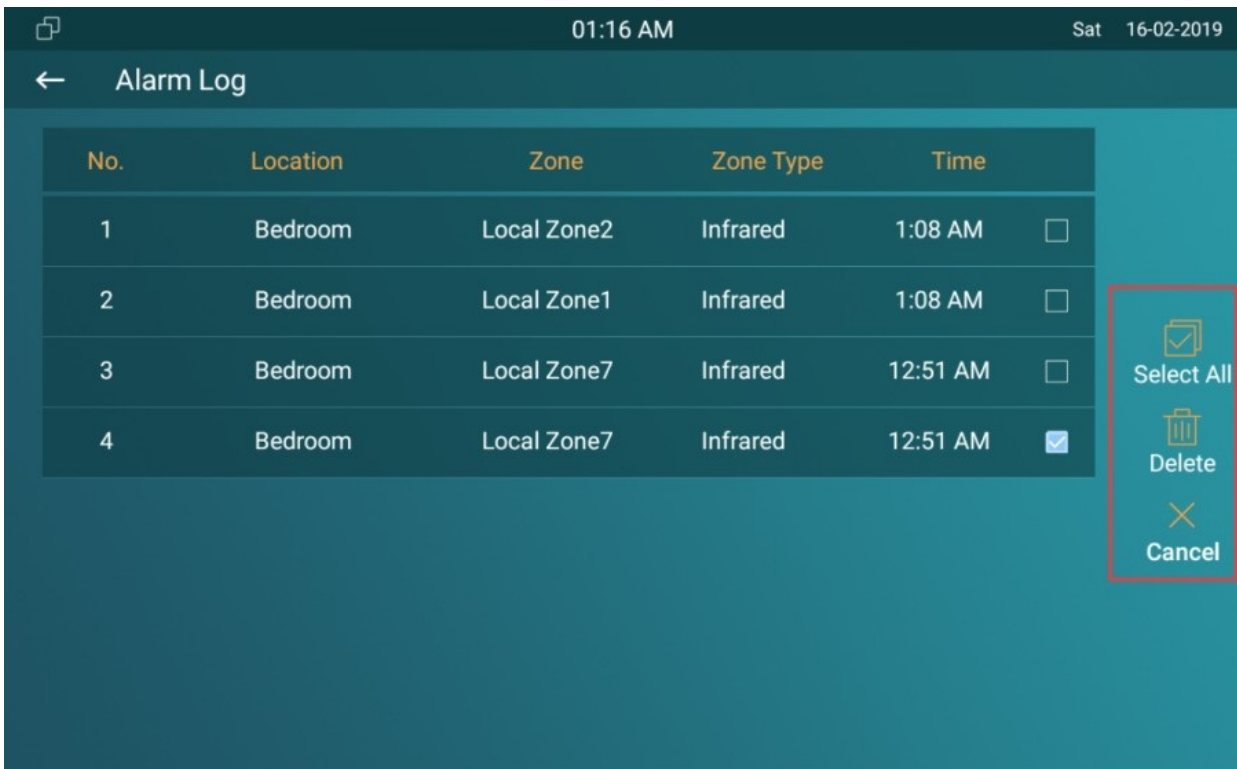 01:16 AM Sat 16-02-2019
Alarm Log
No. Location Zone Zone Type Time
1 Bedroom Local Zone2 Infrared 1:08 AM
2 Bedroom Local Zone1 Infrared 1:08 AM
3 Bedroom Local Zone7 Infrared 12:51 AM
4 Bedroom Local Zone7 Infrared 12:51 AM
Select All
Delete
Cancel